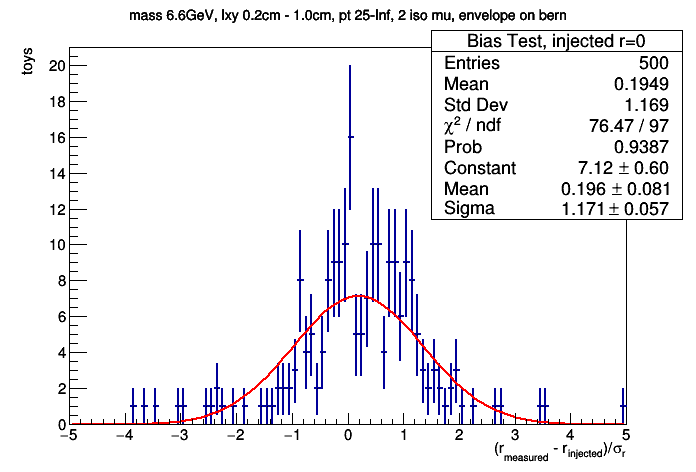 mass 6.6GeV, lxy 0.2cm - 1.0cm, pt 25-Inf, 2 iso mu, envelope on bern
toys
Bias Test, injected r=0
Entries 500
Mean 0.1949
Std Dev 1.169
χ² / ndf 76.47 / 97
Prob 0.9387
Constant 7.12 ± 0.60
Mean 0.196 ± 0.081
Sigma 1.171 ± 0.057
20
18
16
14
12
10
8
6
4
2
0
−5 −4 −3 −2 −1 0 1 2 3 4 5
(r_measured - r_injected)/σ_r